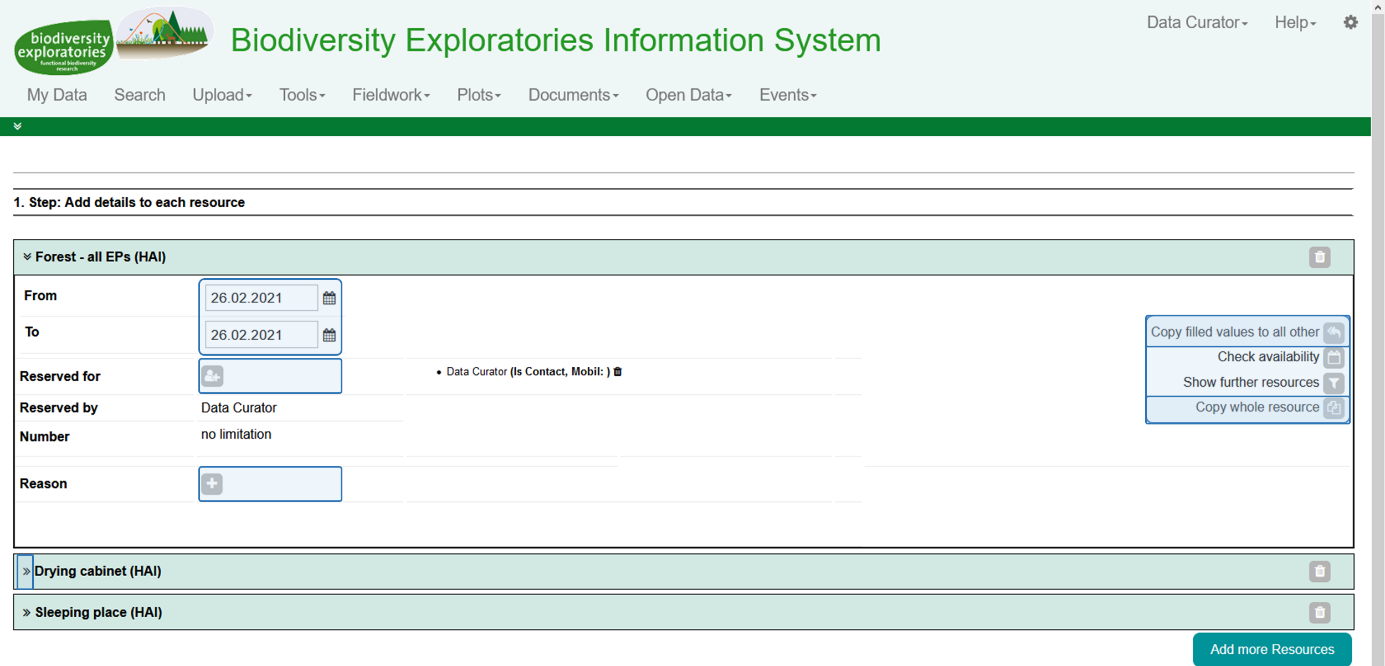 biodiversity
exploratories
functional biodiversity
research
Biodiversity Exploratories Information System
Data Curator
Help
My Data
Search
Upload
Tools
Fieldwork
Plots
Documents
Open Data
Events
1. Step: Add details to each resource
Forest - all EPs (HAI)
From
26.02.2021
To
26.02.2021
Reserved for
• Data Curator (Is Contact, Mobil: )
Reserved by
Data Curator
Number
no limitation
Reason
Copy filled values to all other
Check availability
Show further resources
Copy whole resource
Drying cabinet (HAI)
Sleeping place (HAI)
Add more Resources